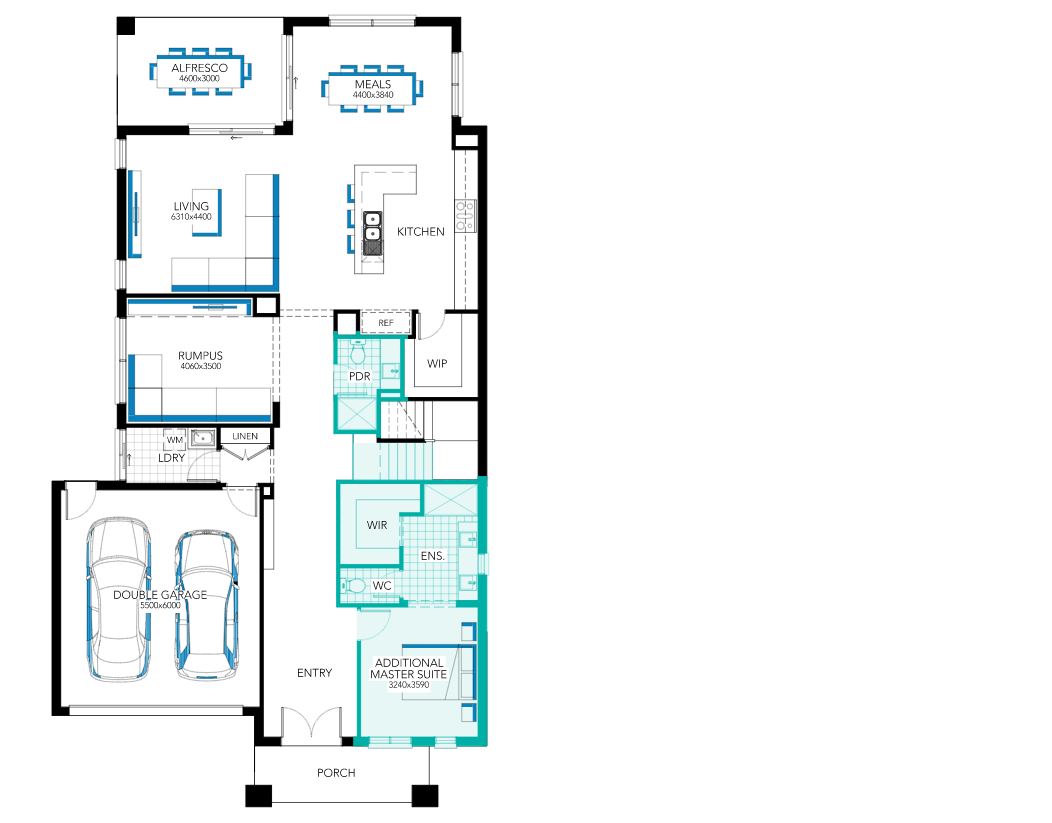 ALFRESCO
4600x3000
MEALS
4400x3840
LIVING
6310x4400
KITCHEN
REF
RUMPUS
4060x3500
WIP
PDR
WM
LINEN
LDRY
WIR
ENS.
WC
DOUBLE GARAGE
5500x6000
ADDITIONAL
MASTER SUITE
3240x3590
ENTRY
PORCH